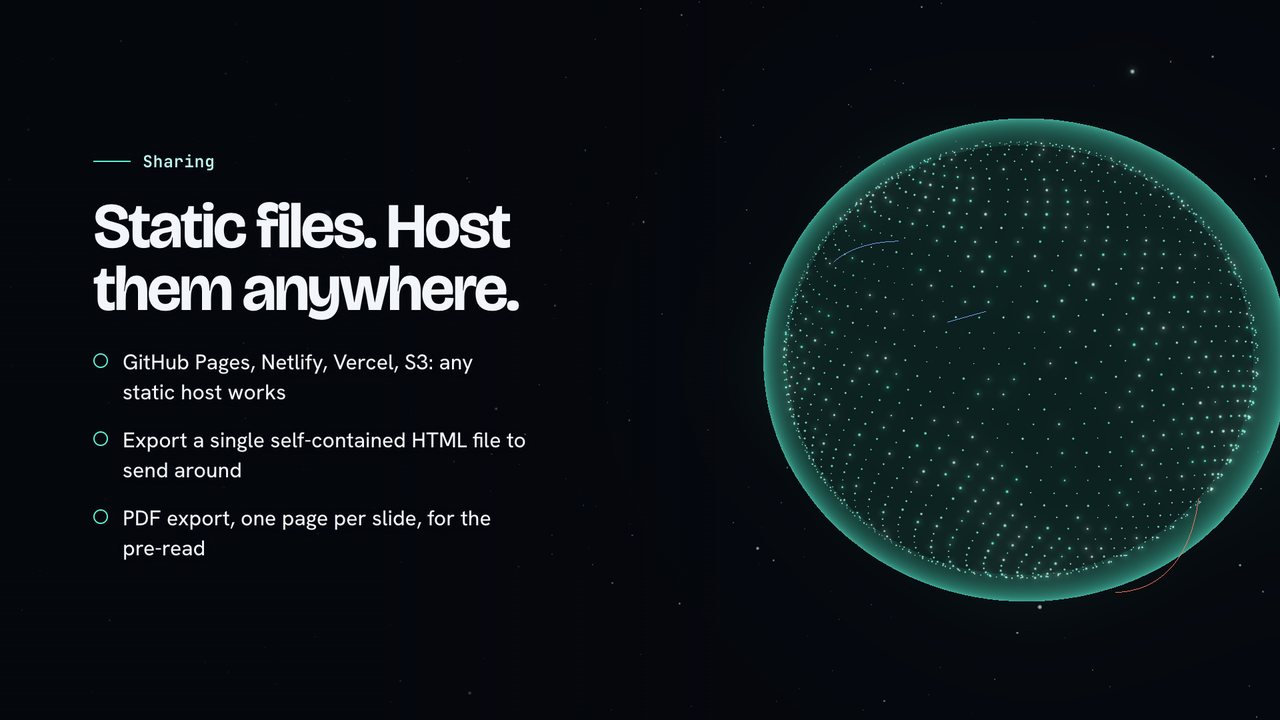 Sharing
Static files. Host
them anywhere.
GitHub Pages, Netlify, Vercel, S3: any
static host works
Export a single self-contained HTML file to
send around
PDF export, one page per slide, for the
pre-read